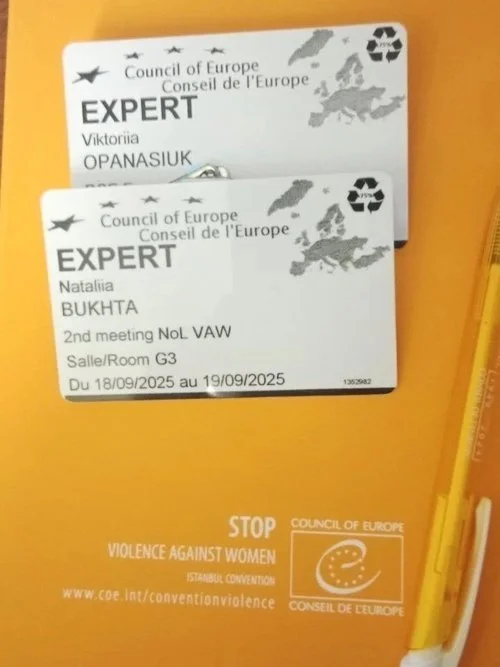 Council of Europe
Conseil de l'Europe
EXPERT
Viktoriia
OPANASIUK
75%
Council of Europe
Conseil de l'Europe
EXPERT
Nataliia
BUKHTA
2nd meeting NoL VAW
Salle/Room G3
Du 18/09/2025 au 19/09/2025
1352982
STOP
VIOLENCE AGAINST WOMEN
ISTANBUL CONVENTION
www.coe.int/conventionviolence
COUNCIL OF EUROPE
CONSEIL DE L'EUROPE